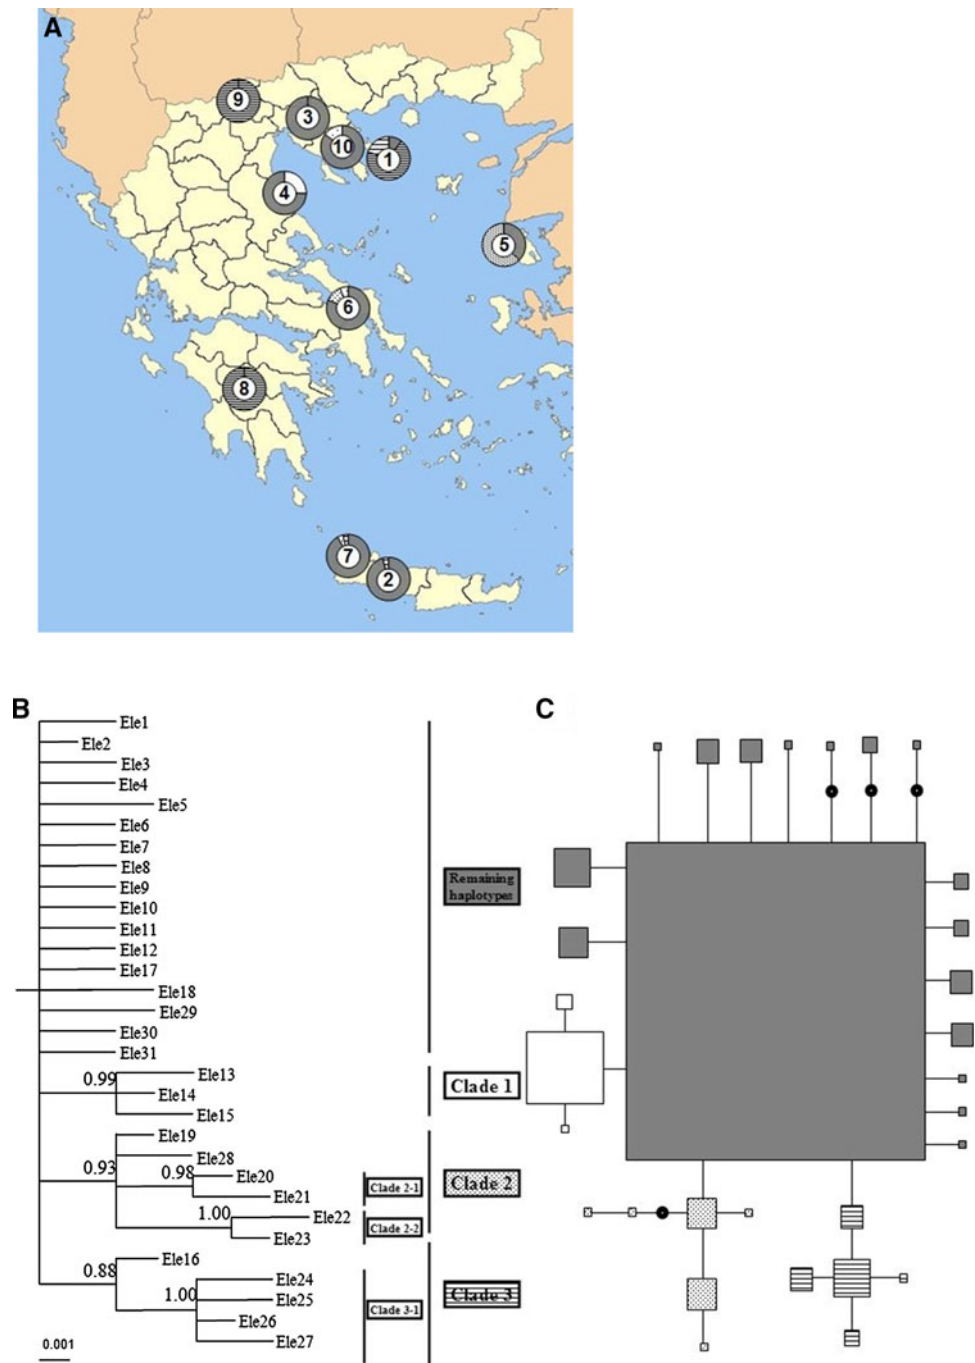 A
9
3
10
1
4
5
6
8
7
2
B
C
Ele1
Ele2
Ele3
Ele4
Ele5
Ele6
Ele7
Ele8
Ele9
Ele10
Ele11
Ele12
Ele17
Ele18
Ele29
Ele30
Ele31
Remaining
haplotypes
0.99
Ele13
Ele14
Ele15
Clade 1
0.93
Ele19
Ele28
0.98
Ele20
Ele21
Clade 2-1
Clade 2
1.00
Ele22
Ele23
Clade 2-2
0.88
Ele16
1.00
Ele24
Ele25
Ele26
Ele27
Clade 3-1
Clade 3
0.001